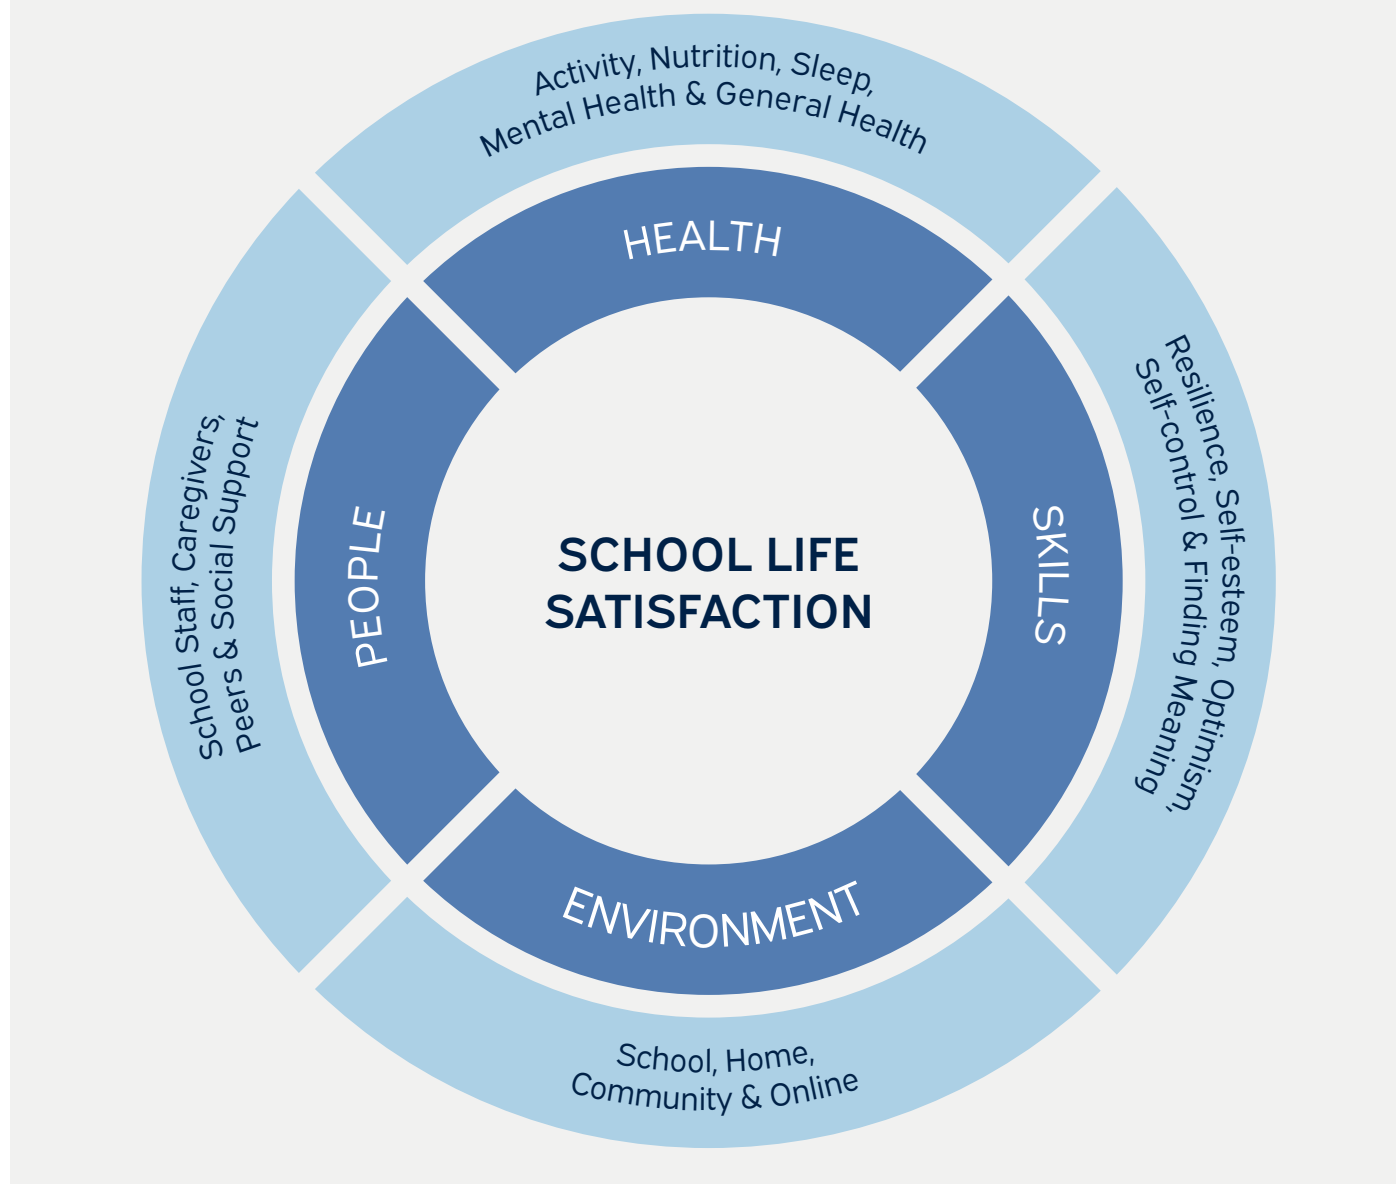 Activity, Nutrition, Sleep,
Mental Health & General Health
HEALTH
Resilience, Self-esteem, Optimism,
Self-control & Finding Meaning
SKILLS
SCHOOL LIFE
SATISFACTION
PEOPLE
School Staff, Caregivers,
Peers & Social Support
ENVIRONMENT
School, Home,
Community & Online